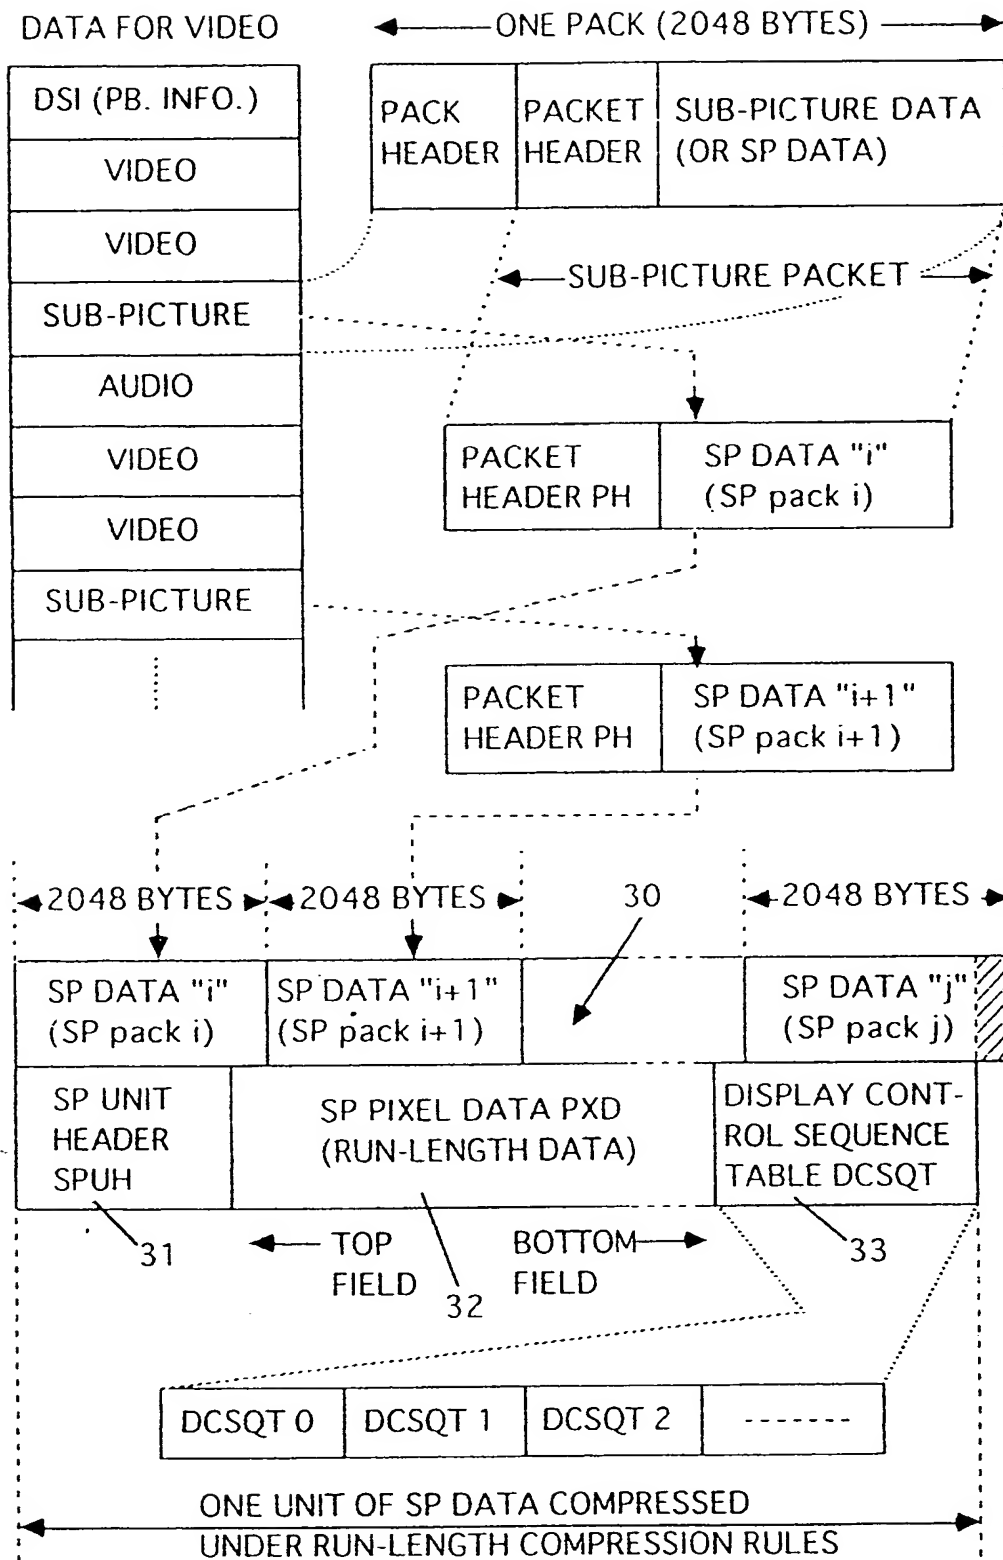 DATA FOR VIDEO
ONE PACK (2048 BYTES)
DSI (PB. INFO.)
VIDEO
VIDEO
SUB-PICTURE
AUDIO
VIDEO
VIDEO
SUB-PICTURE
PACK
HEADER
PACKET
HEADER
SUB-PICTURE DATA
(OR SP DATA)
SUB-PICTURE PACKET
PACKET
HEADER PH
SP DATA "i"
(SP pack i)
PACKET
HEADER PH
SP DATA "i+1"
(SP pack i+1)
2048 BYTES
2048 BYTES
30
2048 BYTES
SP DATA "i"
(SP pack i)
SP DATA "i+1"
(SP pack i+1)
SP DATA "j"
(SP pack j)
SP UNIT
HEADER
SPUH
SP PIXEL DATA PXD
(RUN-LENGTH DATA)
DISPLAY CONT-
ROL SEQUENCE
TABLE DCSQT
31
TOP
FIELD
32
BOTTOM
FIELD
33
DCSQT 0
DCSQT 1
DCSQT 2
ONE UNIT OF SP DATA COMPRESSED
UNDER RUN-LENGTH COMPRESSION RULES